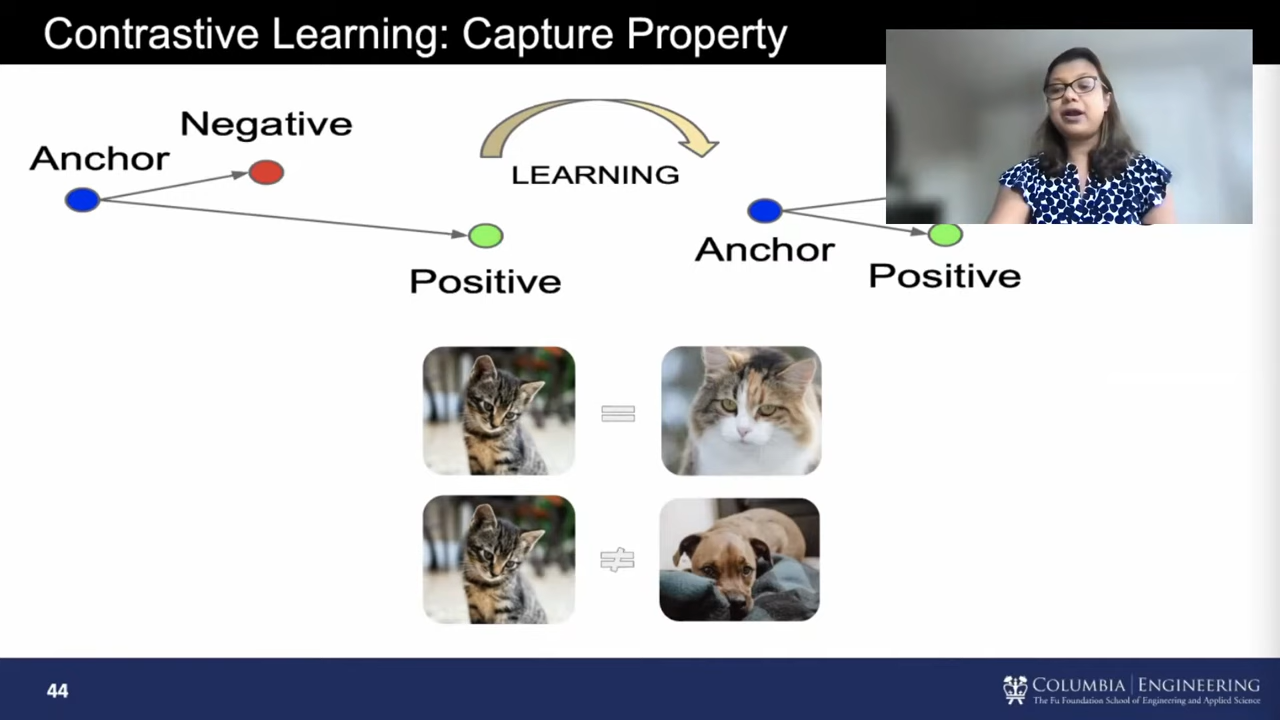 Contrastive Learning: Capture Property
Negative
Anchor
LEARNING
Positive
Anchor
Positive
=
≠
44
COLUMBIA | ENGINEERING
The Fu Foundation School of Engineering and Applied Science